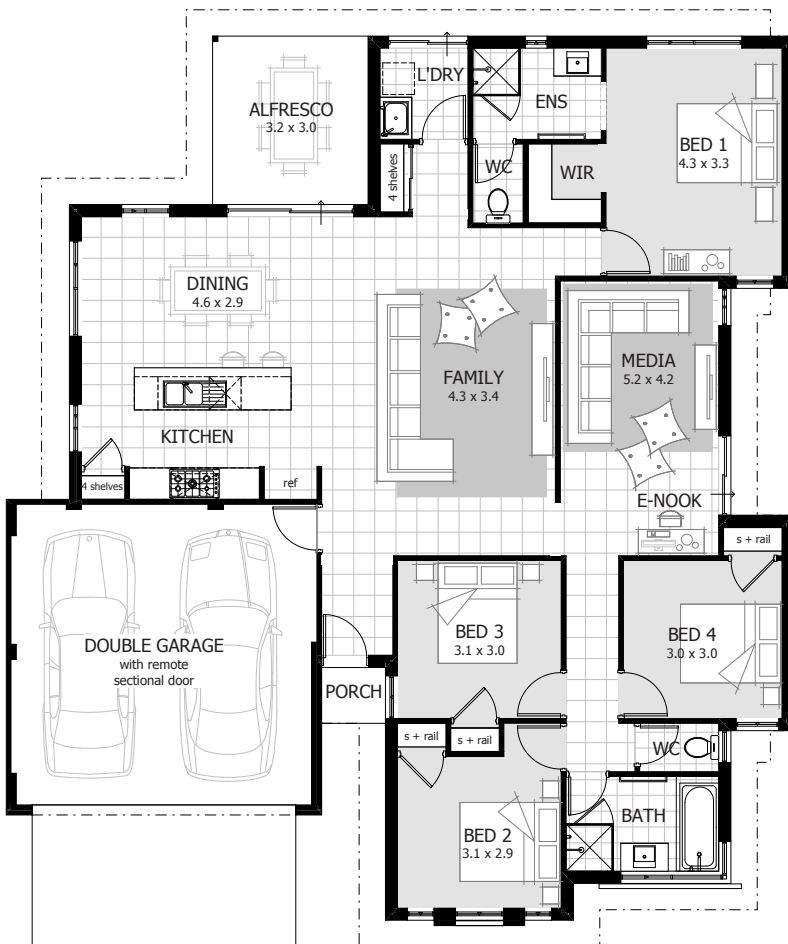 L'DRY
ALFRESCO
3.2 x 3.0
ENS
BED 1
4.3 x 3.3
4 shelves
WC
WIR
DINING
4.6 x 2.9
FAMILY
4.3 x 3.4
MEDIA
5.2 x 4.2
KITCHEN
4 shelves
ref
E-NOOK
s + rail
DOUBLE GARAGE
with remote
sectional door
BED 3
3.1 x 3.0
BED 4
3.0 x 3.0
PORCH
s + rail
s + rail
WC
BATH
BED 2
3.1 x 2.9